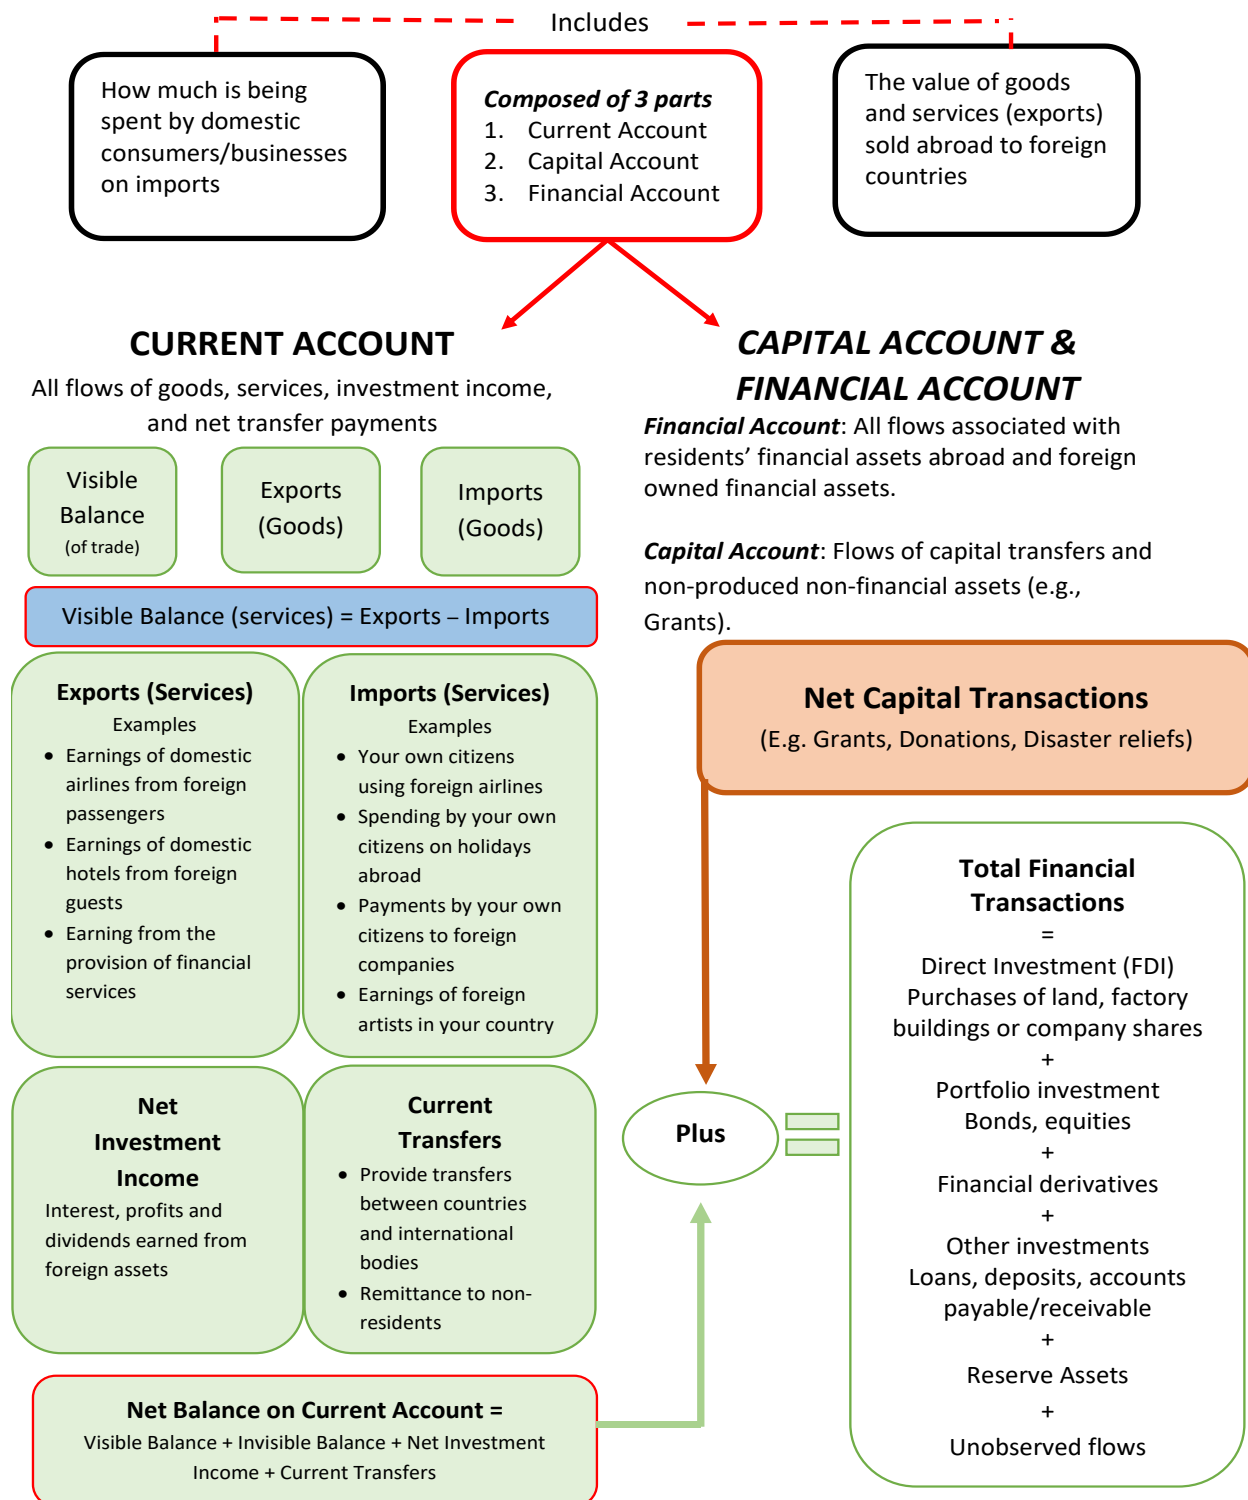 Includes
How much is being
spent by domestic
consumers/businesses
on imports
Composed of 3 parts
1. Current Account
2. Capital Account
3. Financial Account
The value of goods
and services (exports)
sold abroad to foreign
countries
CURRENT ACCOUNT
All flows of goods, services, investment income,
and net transfer payments
Visible
Balance
(of trade)
Exports
(Goods)
Imports
(Goods)
Visible Balance (services) = Exports – Imports
Exports (Services)
Examples
• Earnings of domestic
airlines from foreign
passengers
• Earnings of domestic
hotels from foreign
guests
• Earning from the
provision of financial
services
Imports (Services)
Examples
• Your own citizens
using foreign airlines
• Spending by your own
citizens on holidays
abroad
• Payments by your own
citizens to foreign
companies
• Earnings of foreign
artists in your country
Net
Investment
Income
Interest, profits and
dividends earned from
foreign assets
Current
Transfers
• Provide transfers
between countries
and international
bodies
• Remittance to non-
residents
Net Balance on Current Account =
Visible Balance + Invisible Balance + Net Investment
Income + Current Transfers
CAPITAL ACCOUNT &
FINANCIAL ACCOUNT
Financial Account: All flows associated with
residents’ financial assets abroad and foreign
owned financial assets.
Capital Account: Flows of capital transfers and
non-produced non-financial assets (e.g.,
Grants).
Net Capital Transactions
(E.g. Grants, Donations, Disaster reliefs)
Plus
Total Financial
Transactions
=
Direct Investment (FDI)
Purchases of land, factory
buildings or company shares
+
Portfolio investment
Bonds, equities
+
Financial derivatives
+
Other investments
Loans, deposits, accounts
payable/receivable
+
Reserve Assets
+
Unobserved flows